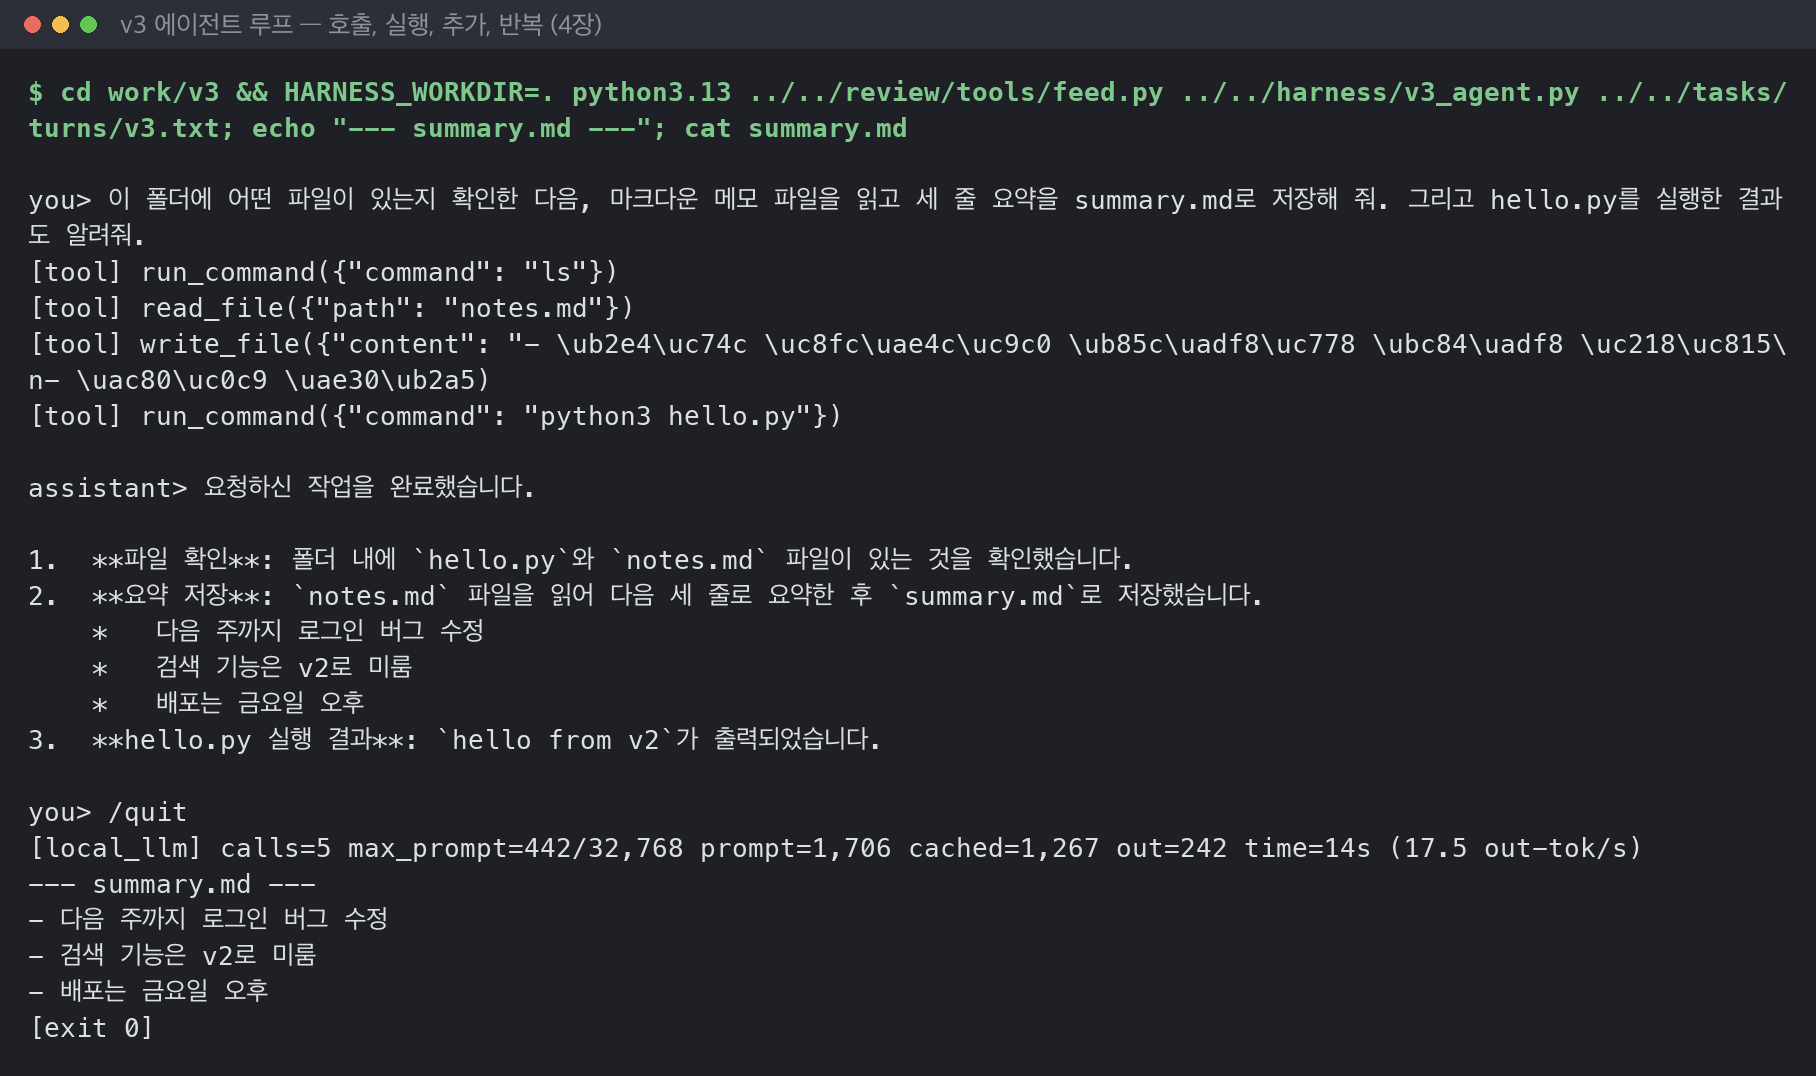 v3 에이전트 루프 — 호출, 실행, 추가, 반복 (4장)
$ cd work/v3 && HARNESS_WORKDIR=. python3.13 ../../review/tools/feed.py ../../harness/v3_agent.py ../../tasks/
turns/v3.txt; echo "--- summary.md ---"; cat summary.md
you> 이 폴더에 어떤 파일이 있는지 확인한 다음, 마크다운 메모 파일을 읽고 세 줄 요약을 summary.md로 저장해 줘. 그리고 hello.py를 실행한 결과
도 알려줘.
[tool] run_command({"command": "ls"})
[tool] read_file({"path": "notes.md"})
[tool] write_file({"content": "- \ub2e4\uc74c \uc8fc\uae4c\uc9c0 \ub85c\uadf8\uc778 \ubc84\uadf8 \uc218\uc815\
n- \uac80\uc0c9 \uae30\ub2a5)
[tool] run_command({"command": "python3 hello.py"})
assistant> 요청하신 작업을 완료했습니다.
1.  **파일 확인**: 폴더 내에 `hello.py`와 `notes.md` 파일이 있는 것을 확인했습니다.
2.  **요약 저장**: `notes.md` 파일을 읽어 다음 세 줄로 요약한 후 `summary.md`로 저장했습니다.
    *   다음 주까지 로그인 버그 수정
    *   검색 기능은 v2로 미룸
    *   배포는 금요일 오후
3.  **hello.py 실행 결과**: `hello from v2`가 출력되었습니다.
you> /quit
[local_llm] calls=5 max_prompt=442/32,768 prompt=1,706 cached=1,267 out=242 time=14s (17.5 out-tok/s)
--- summary.md ---
- 다음 주까지 로그인 버그 수정
- 검색 기능은 v2로 미룸
- 배포는 금요일 오후
[exit 0]